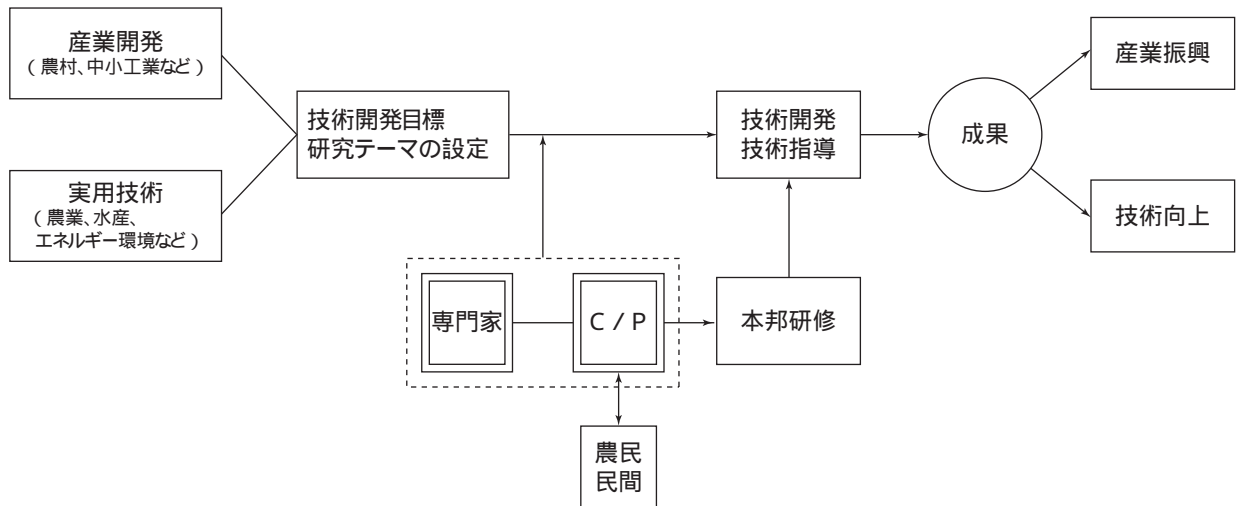 産業開発
（農村、中小工業など）
実用技術
（農業、水産、
エネルギー環境など）
技術開発目標
研究テーマの設定
専門家
C / P
農民
民間
本邦研修
技術開発
技術指導
成果
産業振興
技術向上